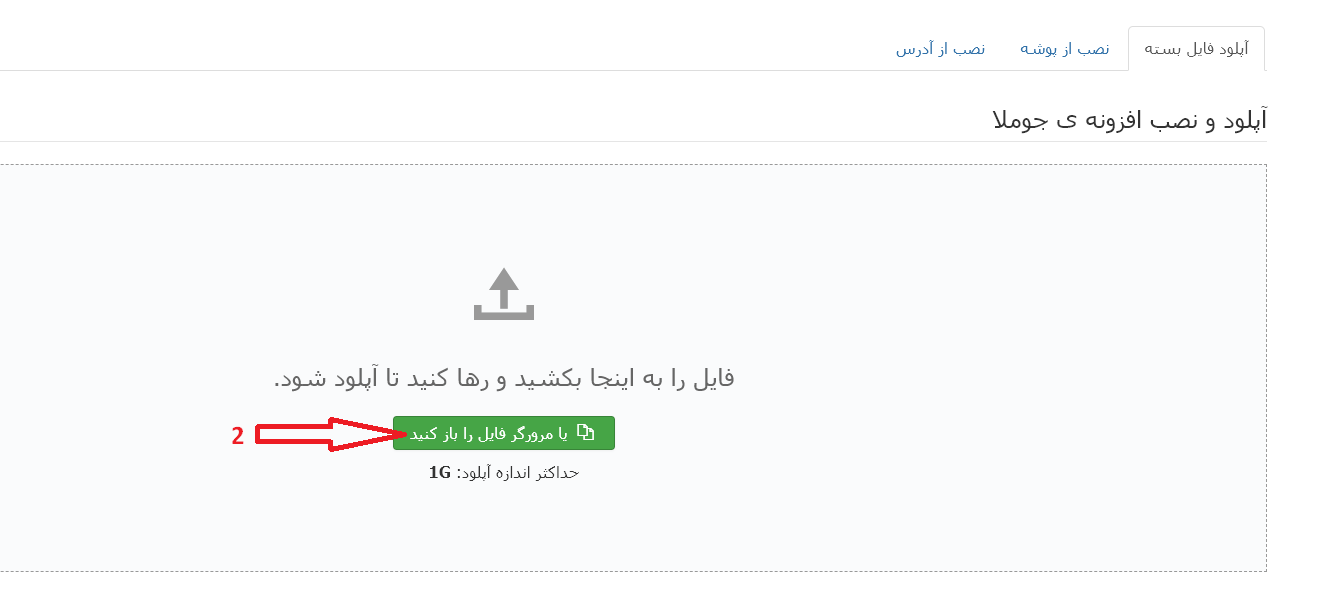 آپلود فایل بسته
نصب از پوشه
نصب از آدرس
آپلود و نصب افزونه ی جوملا
فایل را به اینجا بکشید و رها کنید تا آپلود شود.
یا مرورگر فایل را باز کنید
2
حداکثر اندازه آپلود: 1G